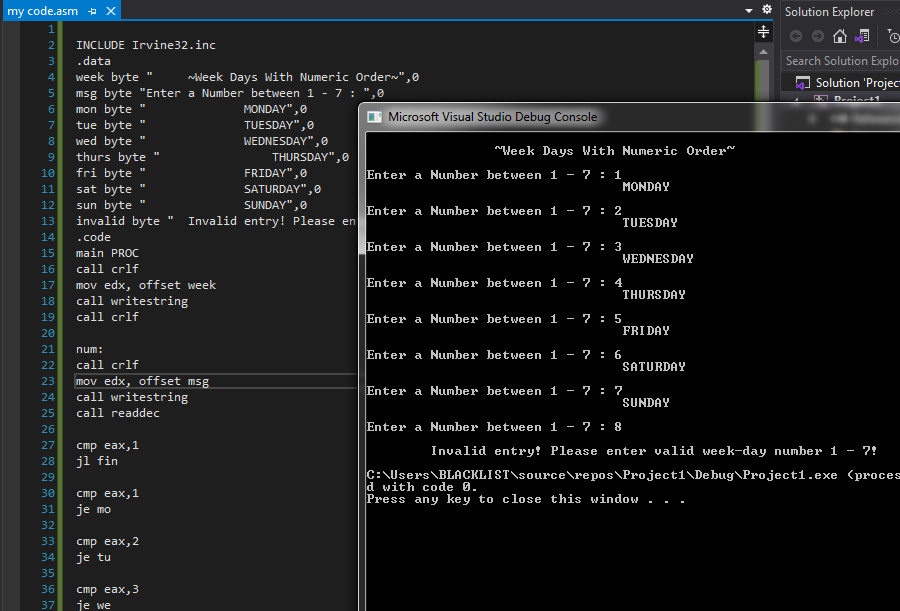 my code.asm
Solution Explorer
Search Solution Explo
Solution 'Projec
Project1
1
2 INCLUDE Irvine32.inc
3 .data
4 week byte "     ~Week Days With Numeric Order~",0
5 msg byte "Enter a Number between 1 - 7 : ",0
6 mon byte "              MONDAY",0
7 tue byte "              TUESDAY",0
8 wed byte "              WEDNESDAY",0
9 thurs byte "                THURSDAY",0
10 fri byte "              FRIDAY",0
11 sat byte "              SATURDAY",0
12 sun byte "              SUNDAY",0
13 invalid byte "  Invalid entry! Please en
14 .code
15 main PROC
16 call crlf
17 mov edx, offset week
18 call writestring
19 call crlf
20
21 num:
22 call crlf
23 mov edx, offset msg
24 call writestring
25 call readdec
26
27 cmp eax,1
28 jl fin
29
30 cmp eax,1
31 je mo
32
33 cmp eax,2
34 je tu
35
36 cmp eax,3
37 je we
Microsoft Visual Studio Debug Console
~Week Days With Numeric Order~
Enter a Number between 1 - 7 : 1
MONDAY
Enter a Number between 1 - 7 : 2
TUESDAY
Enter a Number between 1 - 7 : 3
WEDNESDAY
Enter a Number between 1 - 7 : 4
THURSDAY
Enter a Number between 1 - 7 : 5
FRIDAY
Enter a Number between 1 - 7 : 6
SATURDAY
Enter a Number between 1 - 7 : 7
SUNDAY
Enter a Number between 1 - 7 : 8
Invalid entry! Please enter valid week-day number 1 - 7!
C:\Users\BLACKLIST\source\repos\Project1\Debug\Project1.exe (proces
d with code 0.
Press any key to close this window . . .